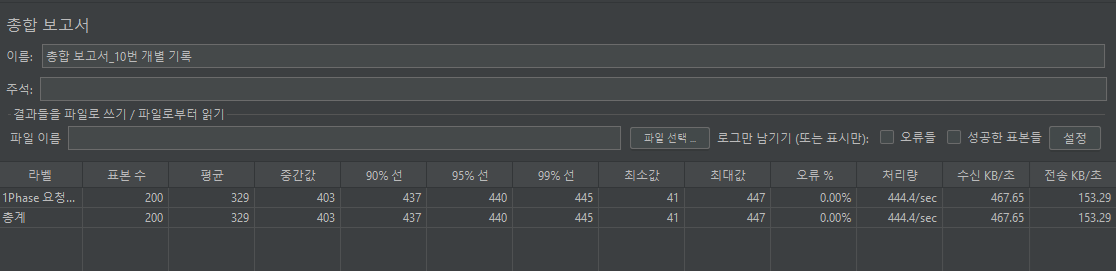 총합 보고서
이름: 총합 보고서_10번 개별 기록
주석:
결과들을 파일로 쓰기 / 파일로부터 읽기
파일 이름 파일 선택 ... 로그만 남기기 (또는 표시만): 오류들 성공한 표본들 설정
라벨 표본 수 평균 중간값 90% 선 95% 선 99% 선 최소값 최대값 오류 % 처리량 수신 KB/초 전송 KB/초
1Phase 요청... 200 329 403 437 440 445 41 447 0.00% 444.4/sec 467.65 153.29
총계 200 329 403 437 440 445 41 447 0.00% 444.4/sec 467.65 153.29